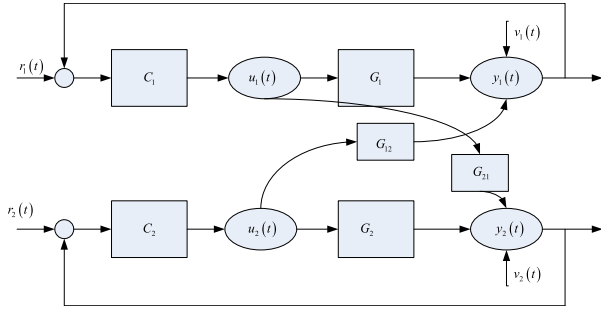 v₁(t)
r₁(t)
C₁
u₁(t)
G₁
y₁(t)
G₁₂
G₂₁
r₂(t)
C₂
u₂(t)
G₂
y₂(t)
v₂(t)